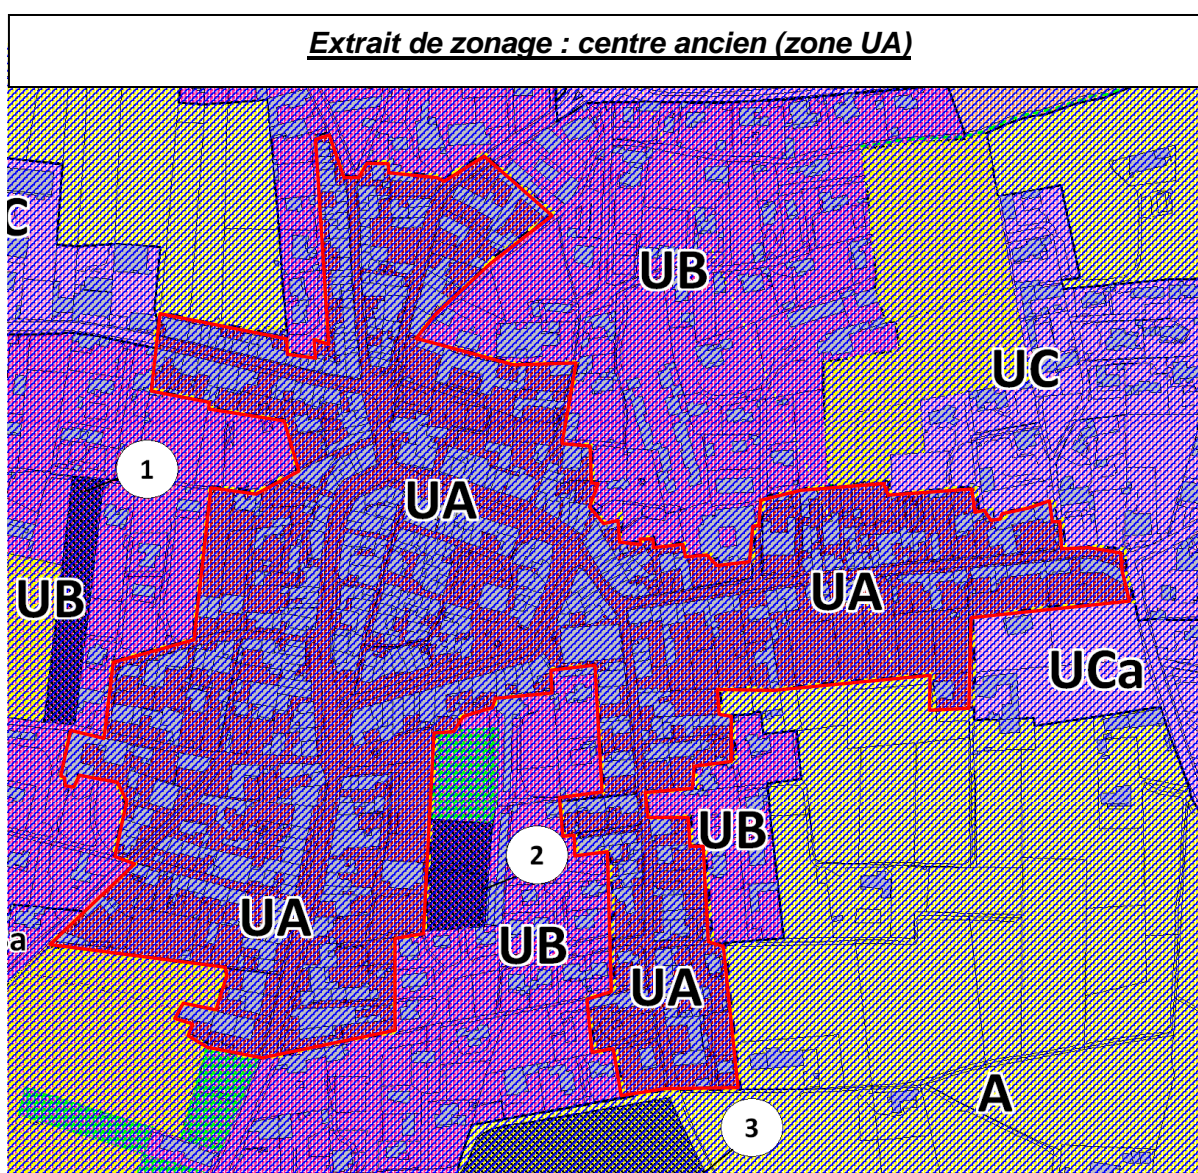 Extrait de zonage : centre ancien (zone UA)
C
UB
UC
1
UA
UB
UA
UCa
UB
2
UA
a
UB
UA
A
3